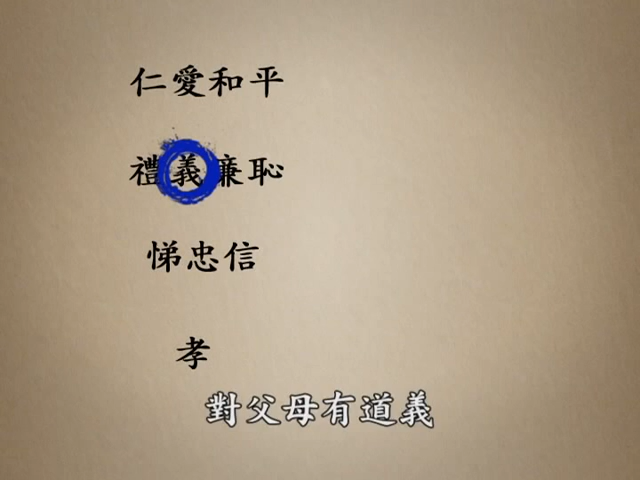 仁愛和平
禮義廉恥
悌忠信
孝
對父母有道義